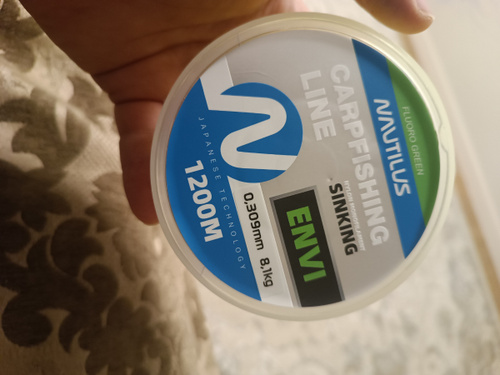 FLUORO GREEN
NAUTILUS
CARPFISHING
LINE
SINKING
ENVI
0.309mm 8,1kg
JAPANESE TECHNOLOGY
1200M